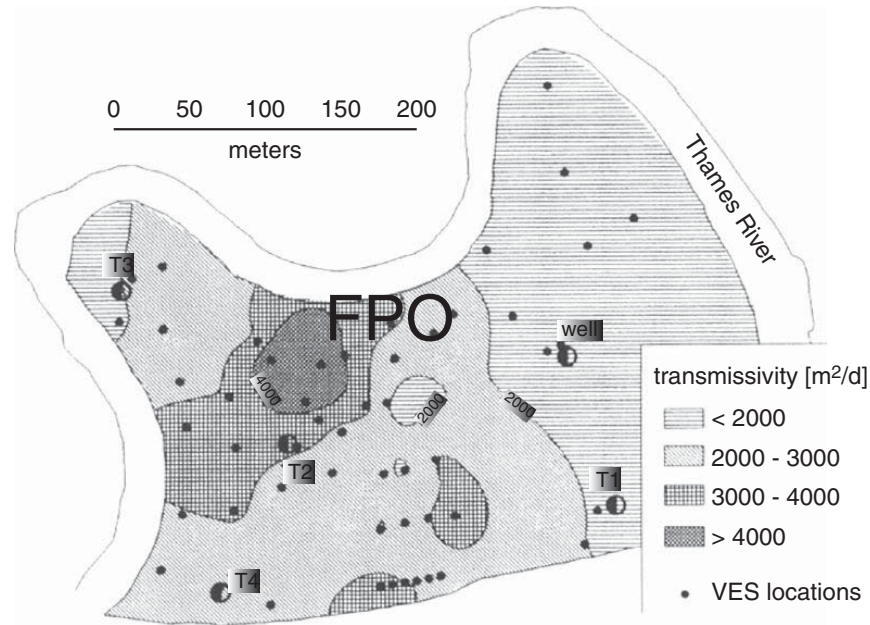 0 50 100 150 200
meters
Thames River
T3
FPO
well
4000
2000
2000
T2
T1
T4
transmissivity [m²/d]
< 2000
2000 - 3000
3000 - 4000
> 4000
VES locations